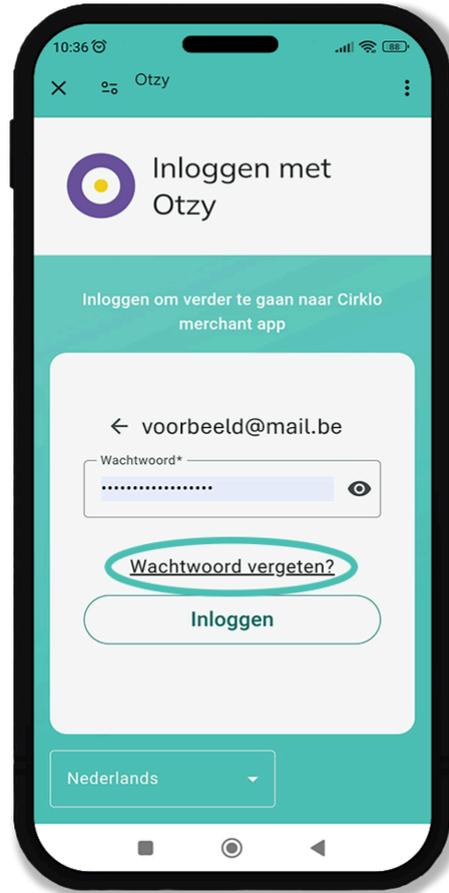 10:36
88
Otzy
Inloggen met
Otzy
Inloggen om verder te gaan naar Cirklo
merchant app
voorbeeld@mail.be
Wachtwoord*
••••••••••••••••••
Wachtwoord vergeten?
Inloggen
Nederlands